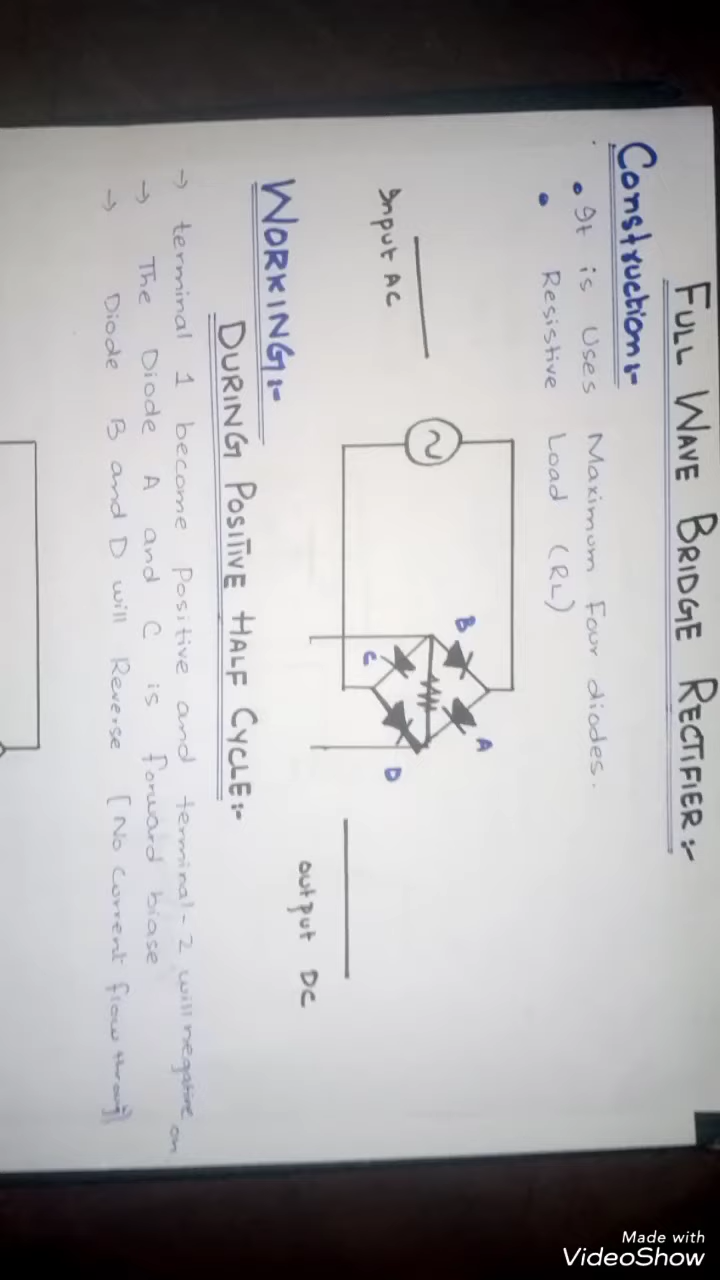 FULL WAVE BRIDGE RECTIFIER:-
Construction:-
• It is Uses Maximum Four diodes.
• Resistive Load (RL)
B
A
C
D
Input AC
output DC
WORKING:-
DURING POSITIVE HALF CYCLE:-
→ terminal 1 become positive and terminal-2 will negative on
→ The Diode A and C is forward biase
→ Diode B and D will Reverse [No current flow through]
Made with
VideoShow